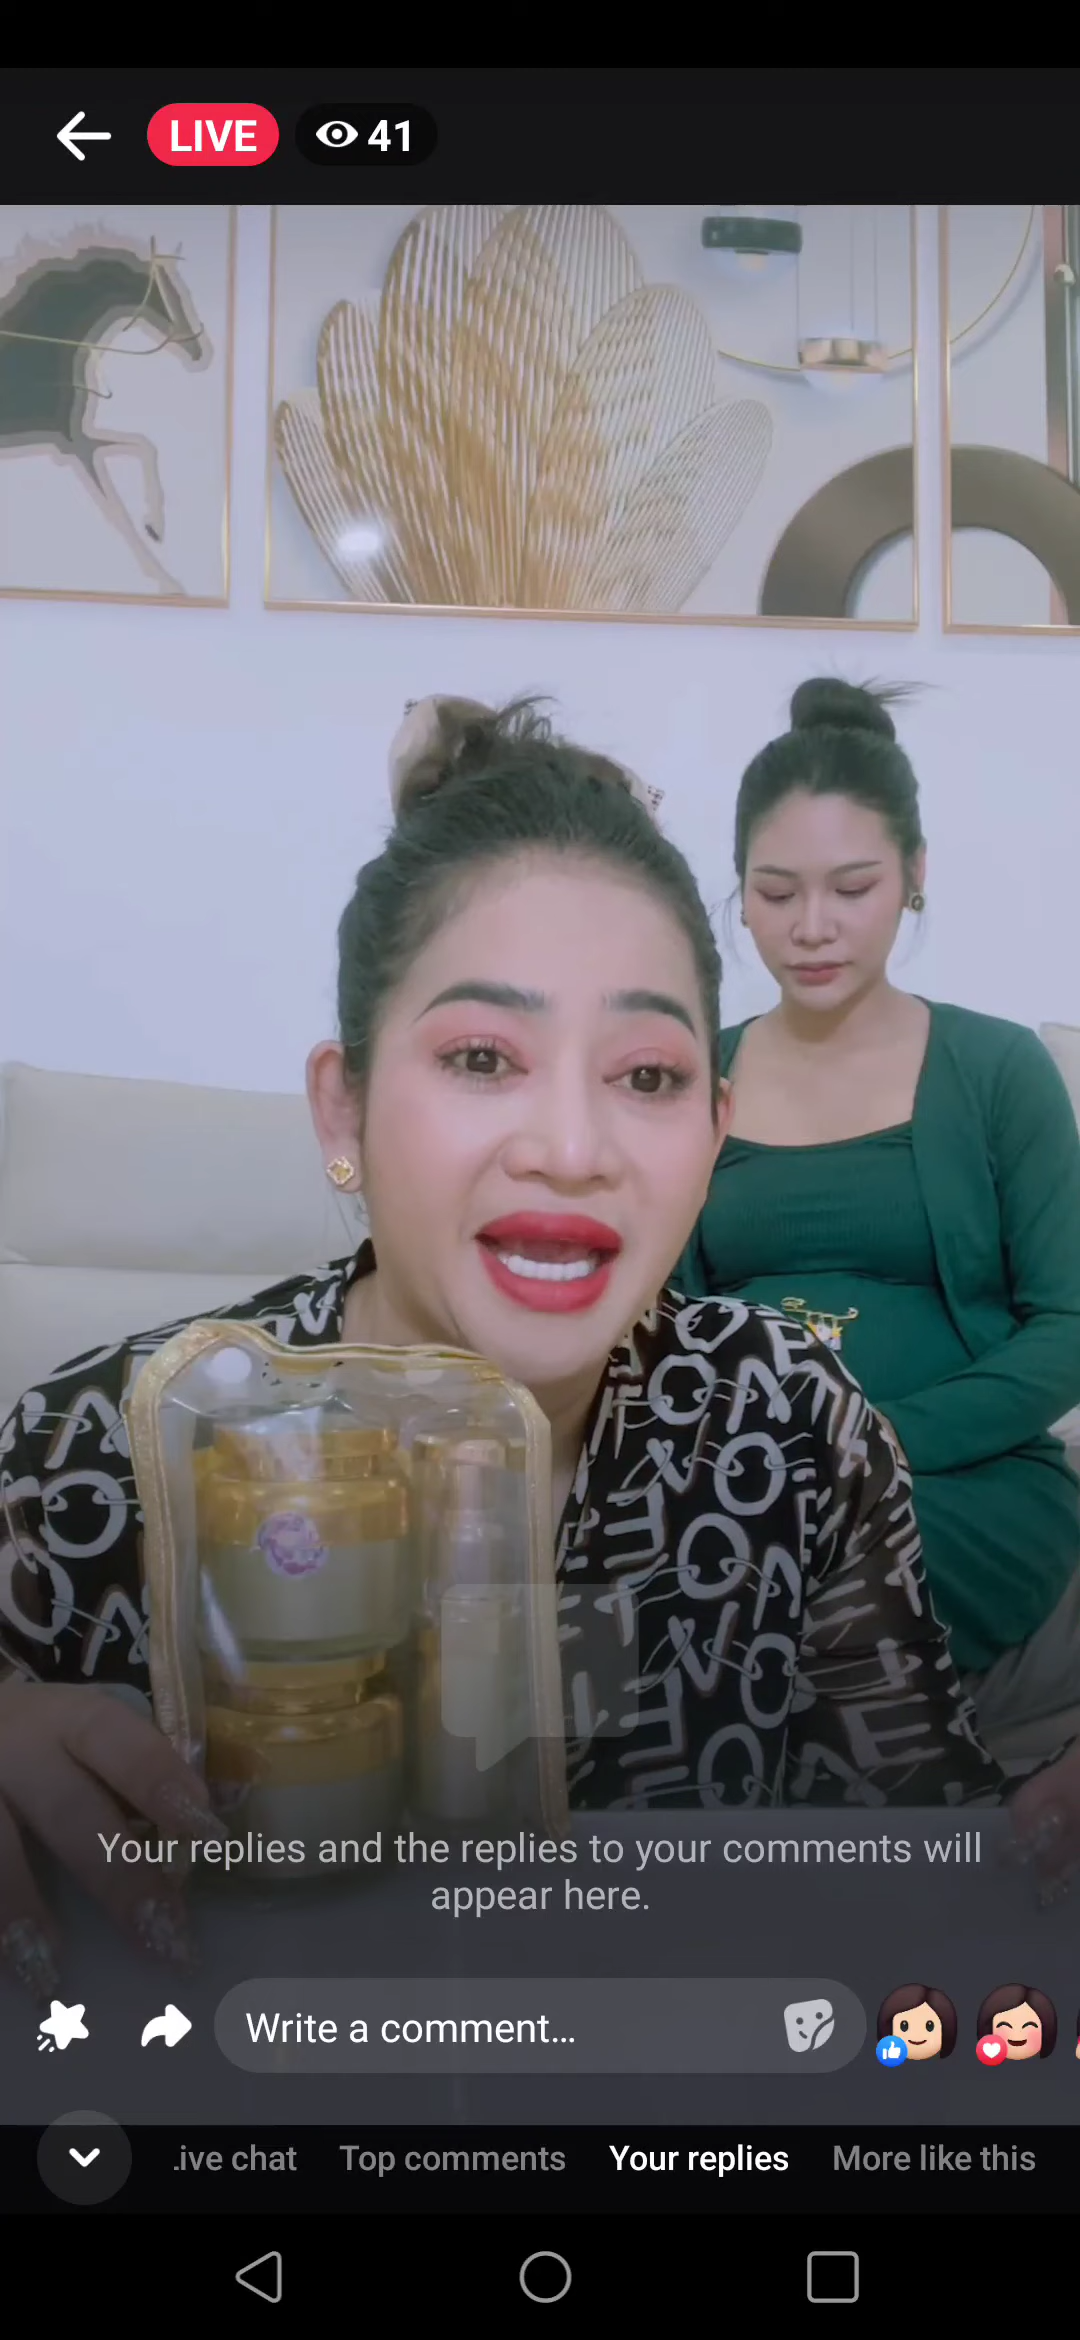 LIVE
41
Your replies and the replies to your comments will
appear here.
Write a comment...
.ive chat
Top comments
Your replies
More like this